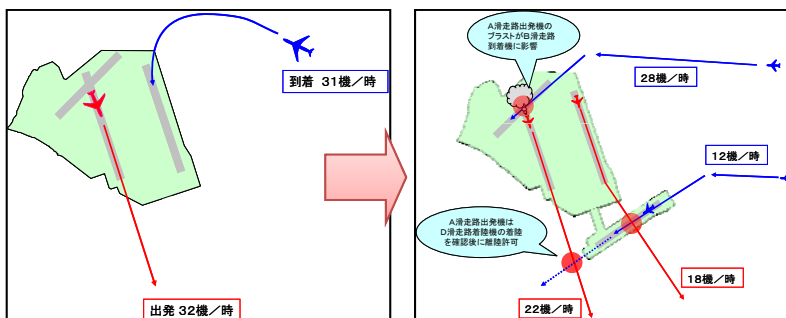 到着 31機／時
出発 32機／時
A滑走路出発機の
ブラストがB滑走路
到着機に影響
28機／時
12機／時
A滑走路出発機は
D滑走路着陸機の着陸
を確認後に離陸許可
18機／時
22機／時